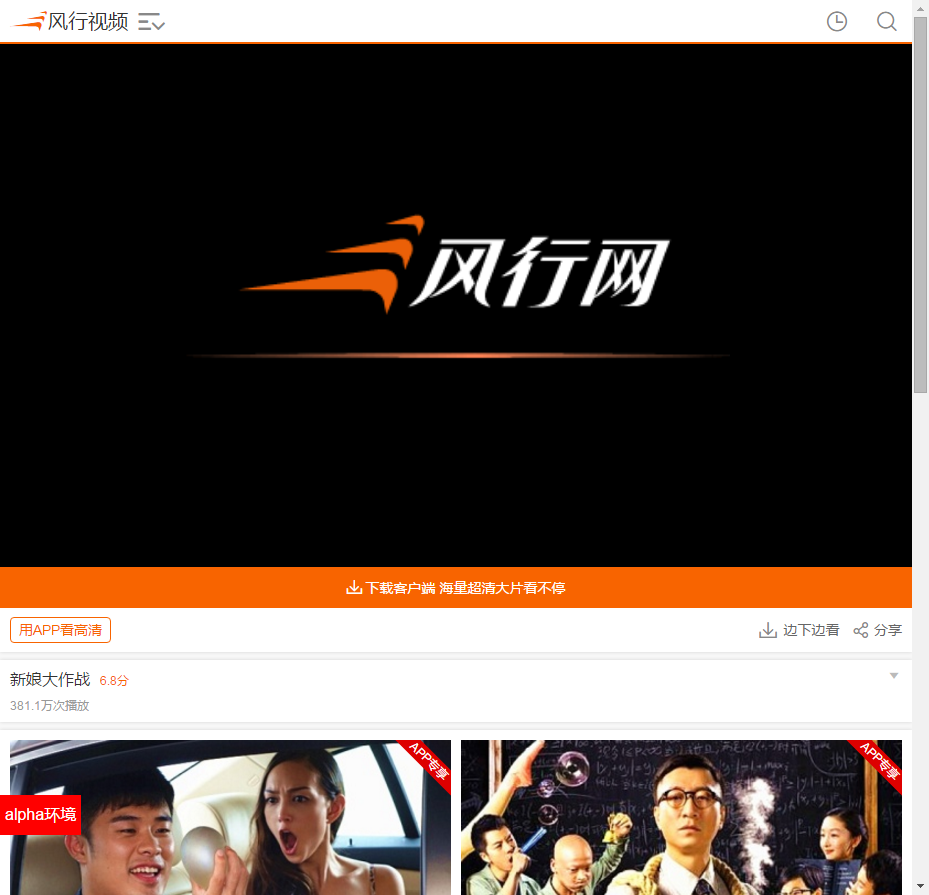 风行视频
风行网
下载客户端 海量超清大片看不停
用APP看高清
边下边看
分享
新娘大作战 6.8分
381.1万次播放
APP专享
APP专享
alpha环境